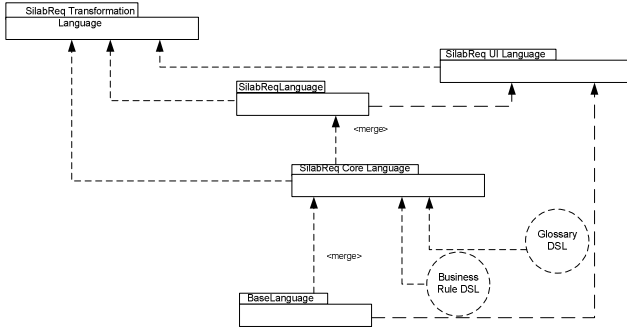 SilabReq Transformation
Language
SilabReq UI Language
SilabReqLanguage
<merge>
SilabReq Core Language
Glossary
DSL
<merge>
Business
Rule DSL
BaseLanguage